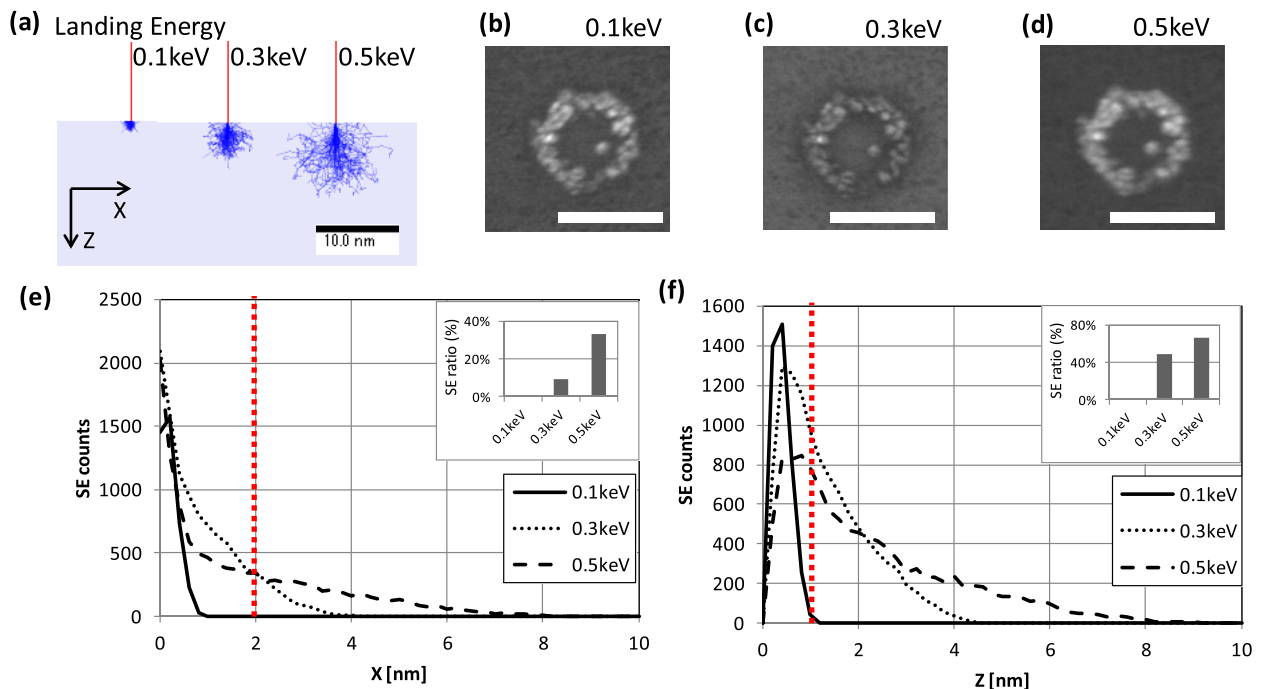 (a) Landing Energy
0.1keV
0.3keV
0.5keV
X
Z
10.0 nm
(b) 0.1keV
(c) 0.3keV
(d) 0.5keV
(e)
2500
2000
1500
1000
500
0
SE counts
0
2
4
6
8
10
X [nm]
40%
20%
0%
SE ratio (%)
0.1keV
0.3keV
0.5keV
0.1keV
0.3keV
0.5keV
(f)
1600
1400
1200
1000
800
600
400
200
0
SE counts
0
2
4
6
8
10
Z [nm]
80%
40%
0%
SE ratio (%)
0.1keV
0.3keV
0.5keV
0.1keV
0.3keV
0.5keV